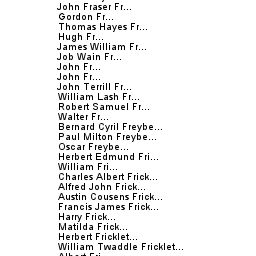 John Fraser Fr...
Gordon Fr...
Thomas Hayes Fr...
Hugh Fr...
James William Fr...
Job Wain Fr...
John Fr...
John Fr...
John Terrill Fr...
William Lash Fr...
Robert Samuel Fr...
Walter Fr...
Bernard Cyril Freybe...
Paul Milton Freybe...
Oscar Freybe...
Herbert Edmund Fri...
William Fri...
Charles Albert Frick...
Alfred John Frick...
Austin Cousens Frick...
Francis James Frick...
Harry Frick...
Matilda Frick...
Herbert Fricklet...
William Twaddle Fricklet...